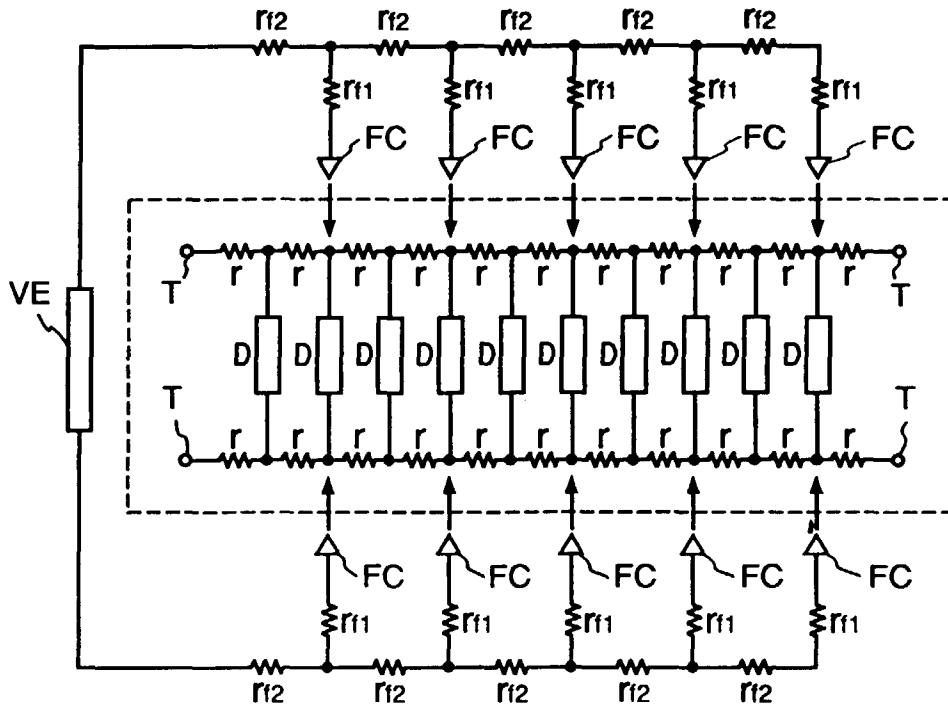 rf2 rf2 rf2 rf2 rf2
rf1 rf1 rf1 rf1 rf1
FC FC FC FC FC
r r r r r r r r r r r
T T
VE
D D D D D D D D D D
T T
r r r r r r r r r r r
FC FC FC FC FC
rf1 rf1 rf1 rf1 rf1
rf2 rf2 rf2 rf2 rf2